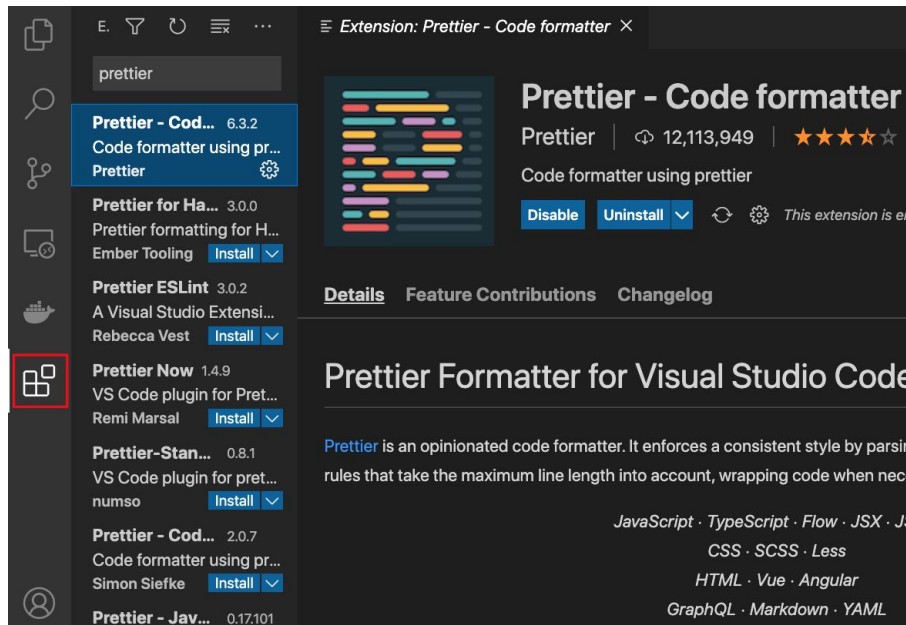 E.
prettier
Prettier - Cod... 6.3.2
Code formatter using pr...
Prettier
Prettier for Ha... 3.0.0
Prettier formatting for H...
Ember Tooling Install
Prettier ESLint 3.0.2
A Visual Studio Extensi...
Rebecca Vest Install
Prettier Now 1.4.9
VS Code plugin for Pret...
Remi Marsal Install
Prettier-Stan... 0.8.1
VS Code plugin for pret...
numso Install
Prettier - Cod... 2.0.7
Code formatter using pr...
Simon Siefke Install
Prettier - Jav... 0.17.101
Extension: Prettier - Code formatter
Prettier - Code formatter
Prettier 12,113,949
Code formatter using prettier
Disable Uninstall This extension is e
Details Feature Contributions Changelog
Prettier Formatter for Visual Studio Code
Prettier is an opinionated code formatter. It enforces a consistent style by parsi
rules that take the maximum line length into account, wrapping code when nec
JavaScript · TypeScript · Flow · JSX · JS
CSS · SCSS · Less
HTML · Vue · Angular
GraphQL · Markdown · YAML